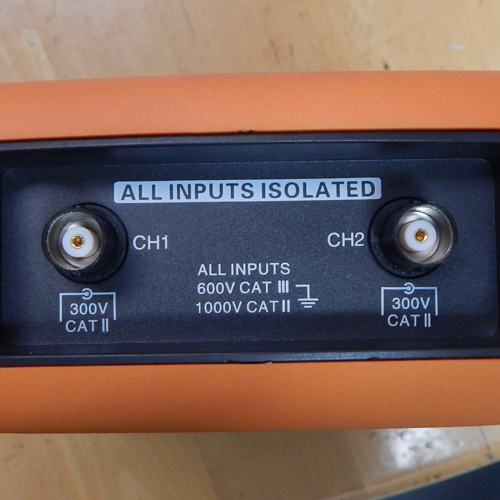 ALL INPUTS ISOLATED
CH1
CH2
ALL INPUTS
600V CAT III
1000V CAT II
300V
CAT II
300V
CAT II